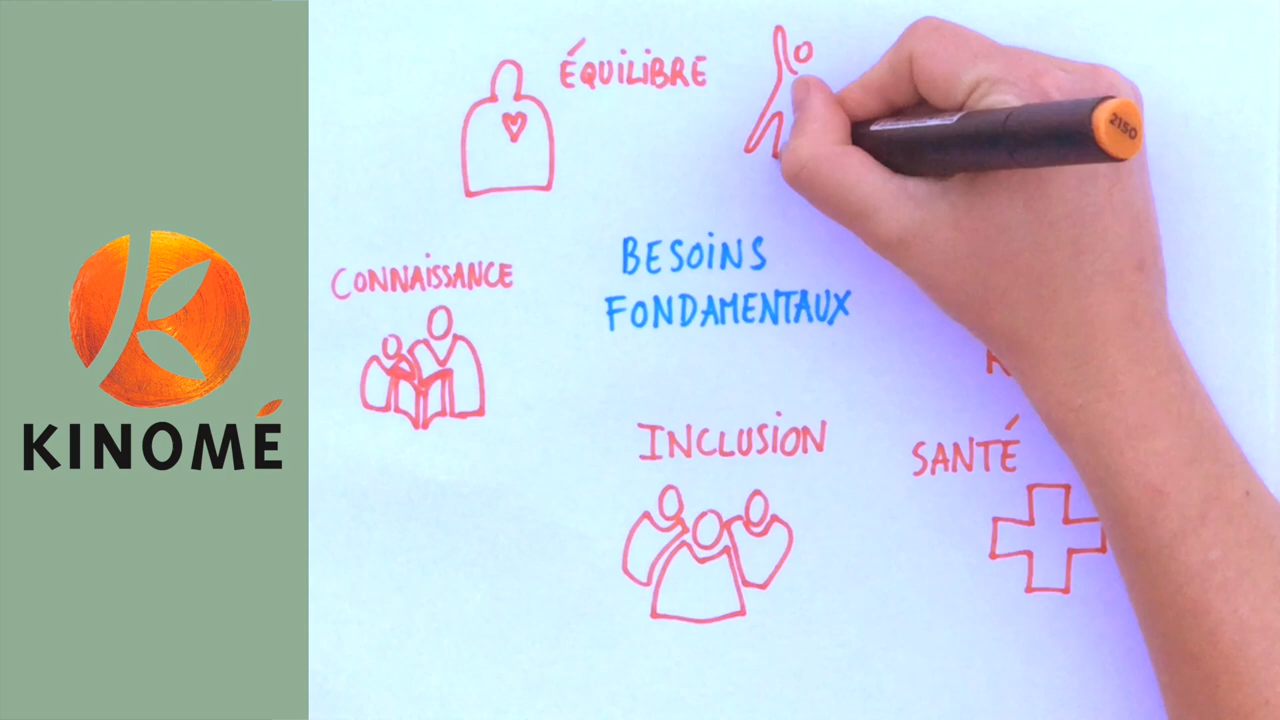 ÉQUILIBRE
2150
BESOINS
FONDAMENTAUX
CONNAISSANCE
INCLUSION
SANTÉ
KINOMÉ